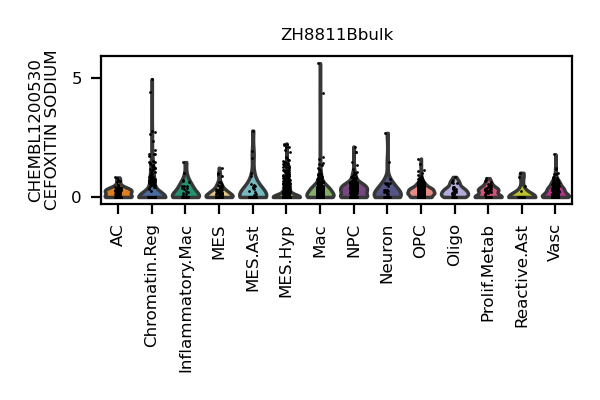 ZH8811Bbulk
CHEMBL1200530
CEFOXITIN SODIUM
5
0
AC
Chromatin.Reg
Inflammatory.Mac
MES
MES.Ast
MES.Hyp
Mac
NPC
Neuron
OPC
Oligo
Prolif.Metab
Reactive.Ast
Vasc